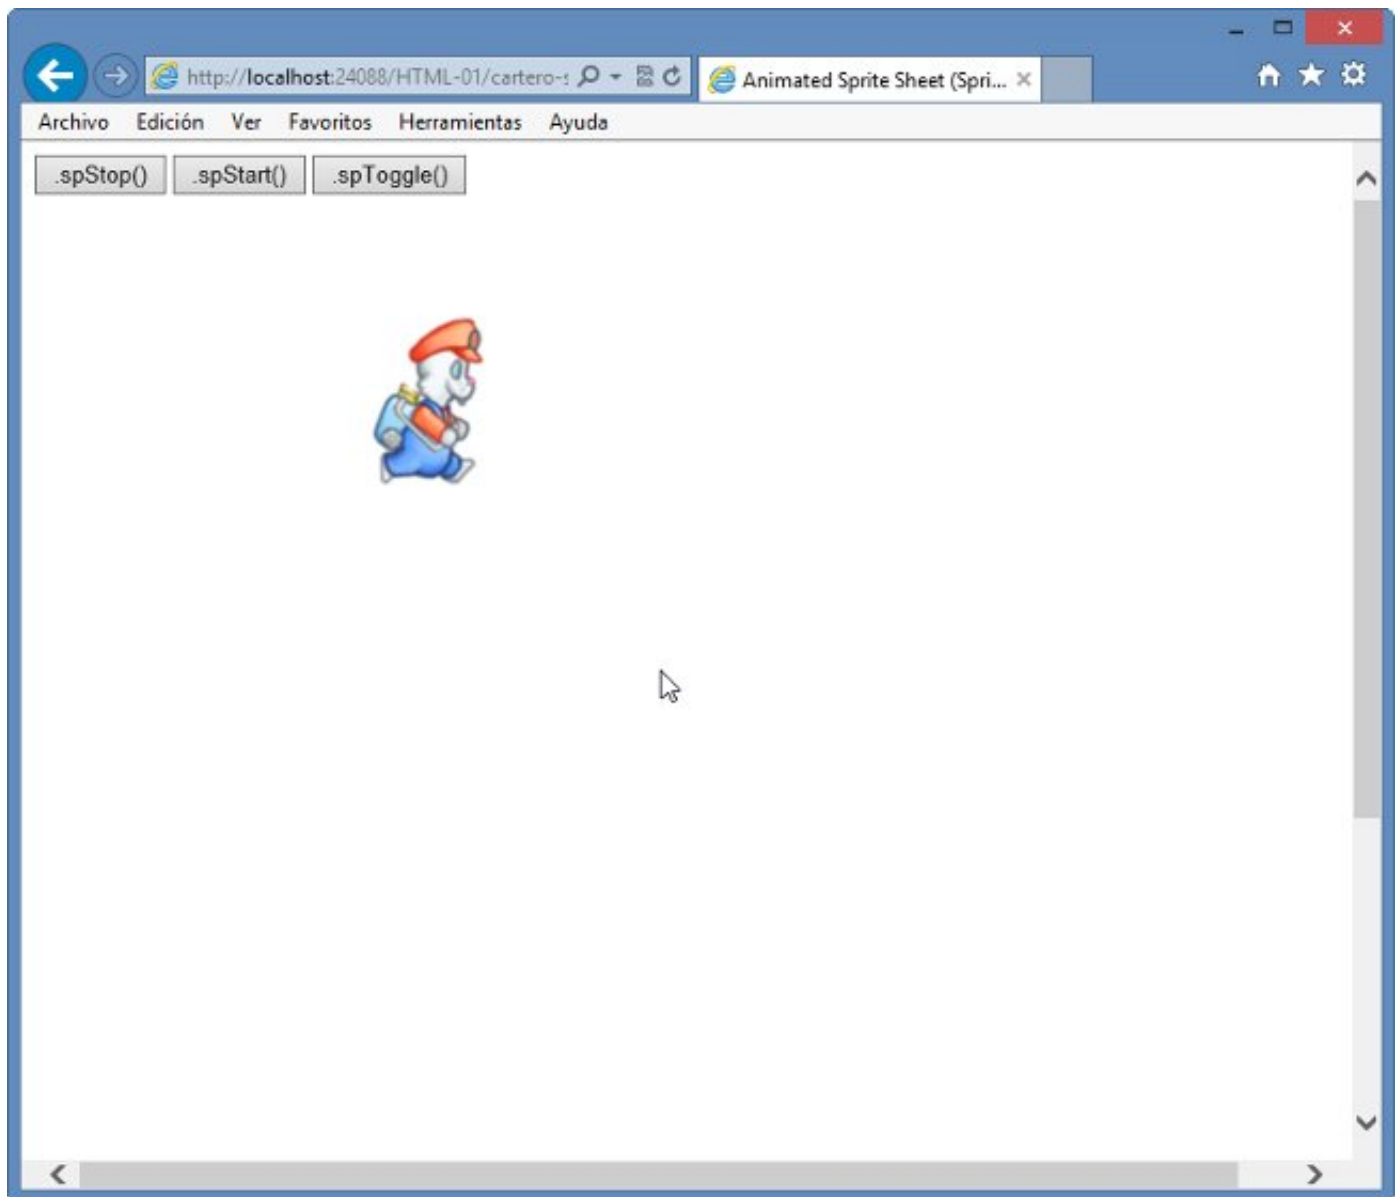 http://localhost:24088/HTML-01/cartero-s
Animated Sprite Sheet (Spri...
Archivo Edición Ver Favoritos Herramientas Ayuda
.spStop() .spStart() .spToggle()